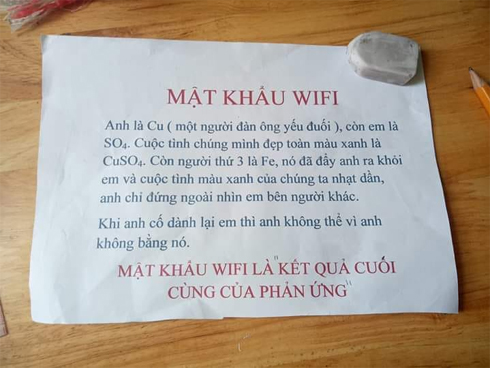 MẬT KHẨU WIFI
Anh là Cu ( một người đàn ông yếu đuối ), còn em là
SO₄. Cuộc tình chúng mình đẹp toàn màu xanh là
CuSO₄. Còn người thứ 3 là Fe, nó đã đẩy anh ra khỏi
em và cuộc tình màu xanh của chúng ta nhạt dần,
anh chỉ đứng ngoài nhìn em bên người khác.
Khi anh cố dành lại em thì anh không thể vì anh
không bằng nó.
MẬT KHẨU WIFI LÀ "KẾT QUẢ CUỐI
CÙNG CỦA PHẢN ỨNG"